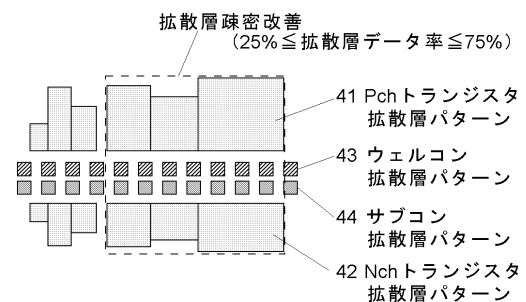 拡散層疎密改善
（25%≦拡散層データ率≦75%）
41 Pchトランジスタ
拡散層パターン
43 ウェルコン
拡散層パターン
44 サブコン
拡散層パターン
42 Nchトランジスタ
拡散層パターン